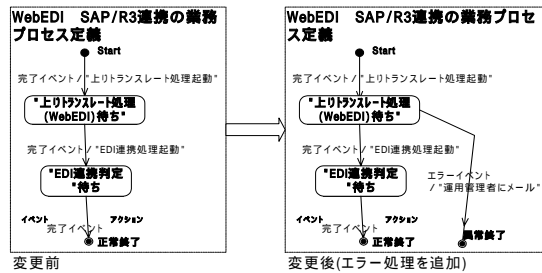 WebEDI　SAP/R3連携の業務
プロセス定義
Start
完了イベント/"上りトランスレート処理起動"
"上りトランスレート処理
(WebEDI)待ち"
完了イベント/"EDI連携処理起動"
"EDI連携判定
"待ち
イベント　アクション
完了イベント
正常終了
変更前
WebEDI　SAP/R3連携の業務プロセ
ス定義
Start
完了イベント/"上りトランスレート処理起動"
"上りトランスレート処理
(WebEDI)待ち"
完了イベント/"EDI連携処理起動"
"EDI連携判定
"待ち
エラーイベント
/"運用管理者にメール"
イベント　アクション
完了イベント
正常終了
異常終了
変更後(エラー処理を追加)